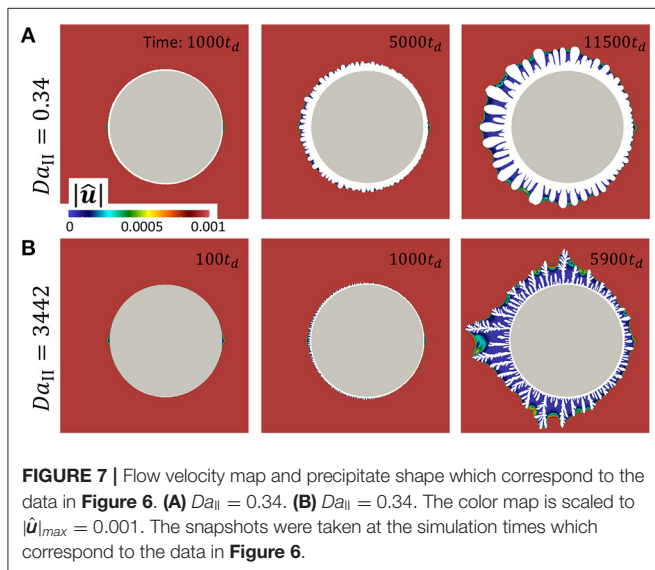 A
Time: 1000t_d
5000t_d
11500t_d
Da_II = 0.34
|û|
0 0.0005 0.001
B
100t_d
1000t_d
5900t_d
Da_II = 3442
FIGURE 7 | Flow velocity map and precipitate shape which correspond to the
data in Figure 6. (A) Da_II = 0.34. (B) Da_II = 0.34. The color map is scaled to
|û|_max = 0.001. The snapshots were taken at the simulation times which
correspond to the data in Figure 6.